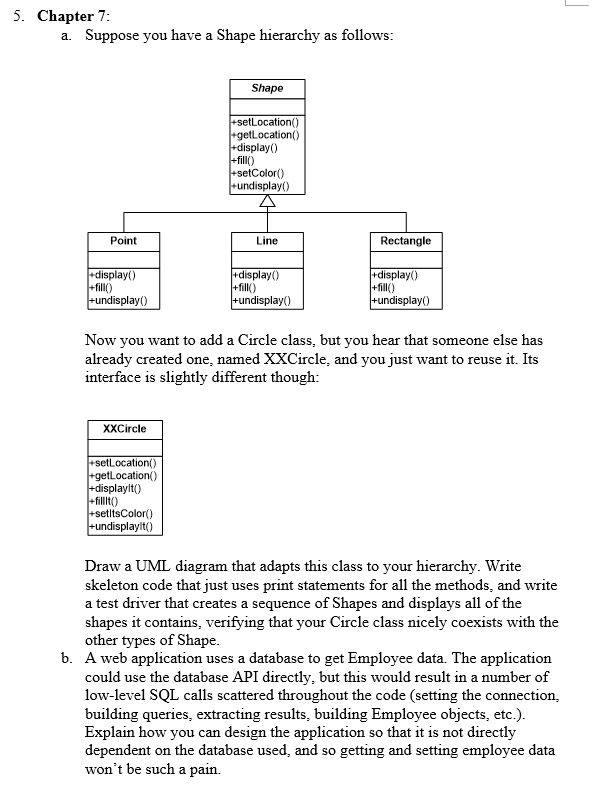 5. Chapter 7:
a. Suppose you have a Shape hierarchy as follows:
Shape
+setLocation()
+getLocation()
+display()
+fill()
+setColor()
+undisplay()
Point
+display()
+fill()
+undisplay()
Line
+display()
+fill()
+undisplay()
Rectangle
+display()
+fill()
+undisplay()
Now you want to add a Circle class, but you hear that someone else has
already created one, named XXCircle, and you just want to reuse it. Its
interface is slightly different though:
XXCircle
+setLocation()
+getLocation()
+displayIt()
+fillIt()
+setItsColor()
+undisplayIt()
Draw a UML diagram that adapts this class to your hierarchy. Write
skeleton code that just uses print statements for all the methods, and write
a test driver that creates a sequence of Shapes and displays all of the
shapes it contains, verifying that your Circle class nicely coexists with the
other types of Shape.
b. A web application uses a database to get Employee data. The application
could use the database API directly, but this would result in a number of
low-level SQL calls scattered throughout the code (setting the connection,
building queries, extracting results, building Employee objects, etc.).
Explain how you can design the application so that it is not directly
dependent on the database used, and so getting and setting employee data
won't be such a pain.